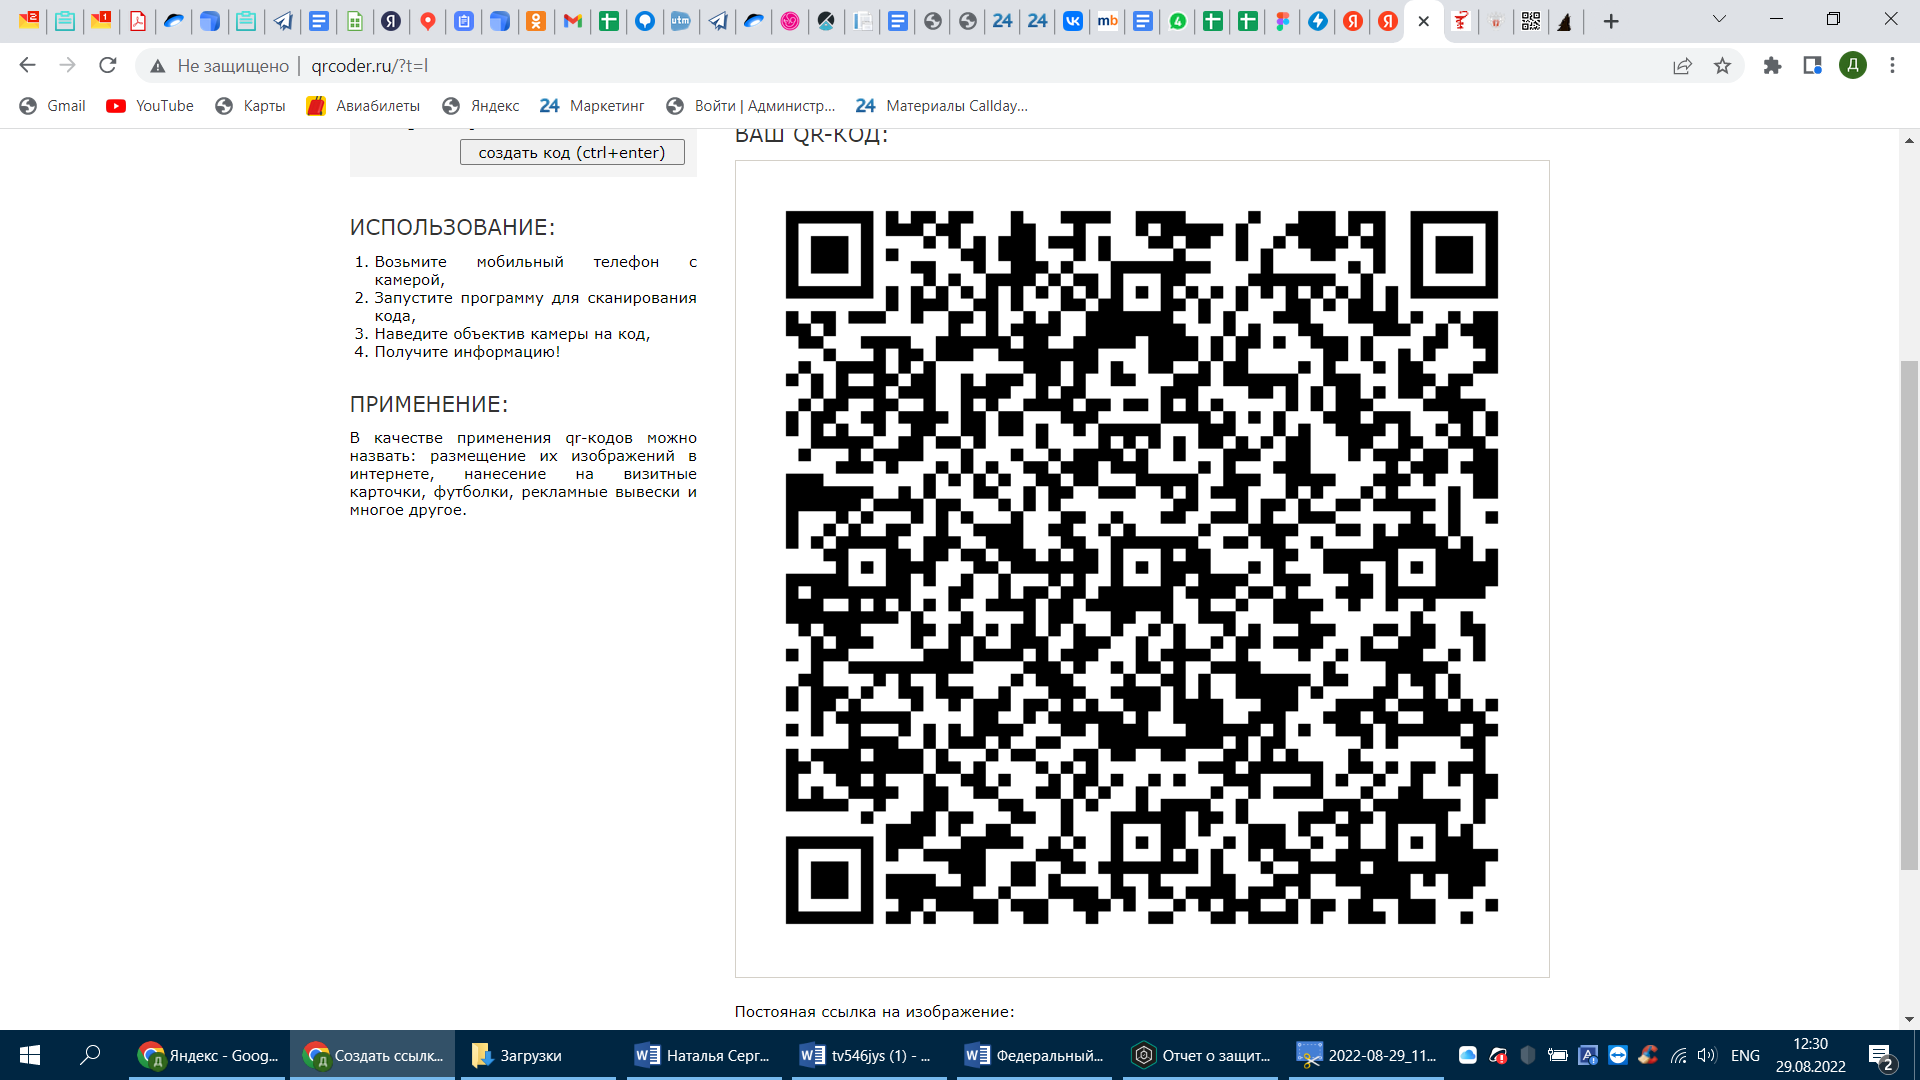 Не защищено | qrcoder.ru/?t=l
Gmail
YouTube
Карты
Авиабилеты
Яндекс
24 Маркетинг
Войти | Администр...
24 Материалы Callday...
создать код (ctrl+enter)
ИСПОЛЬЗОВАНИЕ:
1. Возьмите мобильный телефон с
камерой,
2. Запустите программу для сканирования
кода,
3. Наведите объектив камеры на код,
4. Получите информацию!
ПРИМЕНЕНИЕ:
В качестве применения qr-кодов можно
назвать: размещение их изображений в
интернете, нанесение на визитные
карточки, футболки, рекламные вывески и
многое другое.
ВАШ QR-КОД:
Постояная ссылка на изображение:
Яндекс - Goog...
Создать ссылк...
Загрузки
Наталья Серг...
tv546jys (1) - ...
Федеральный...
Отчет о защит...
2022-08-29_11...
ENG
12:30
29.08.2022
2